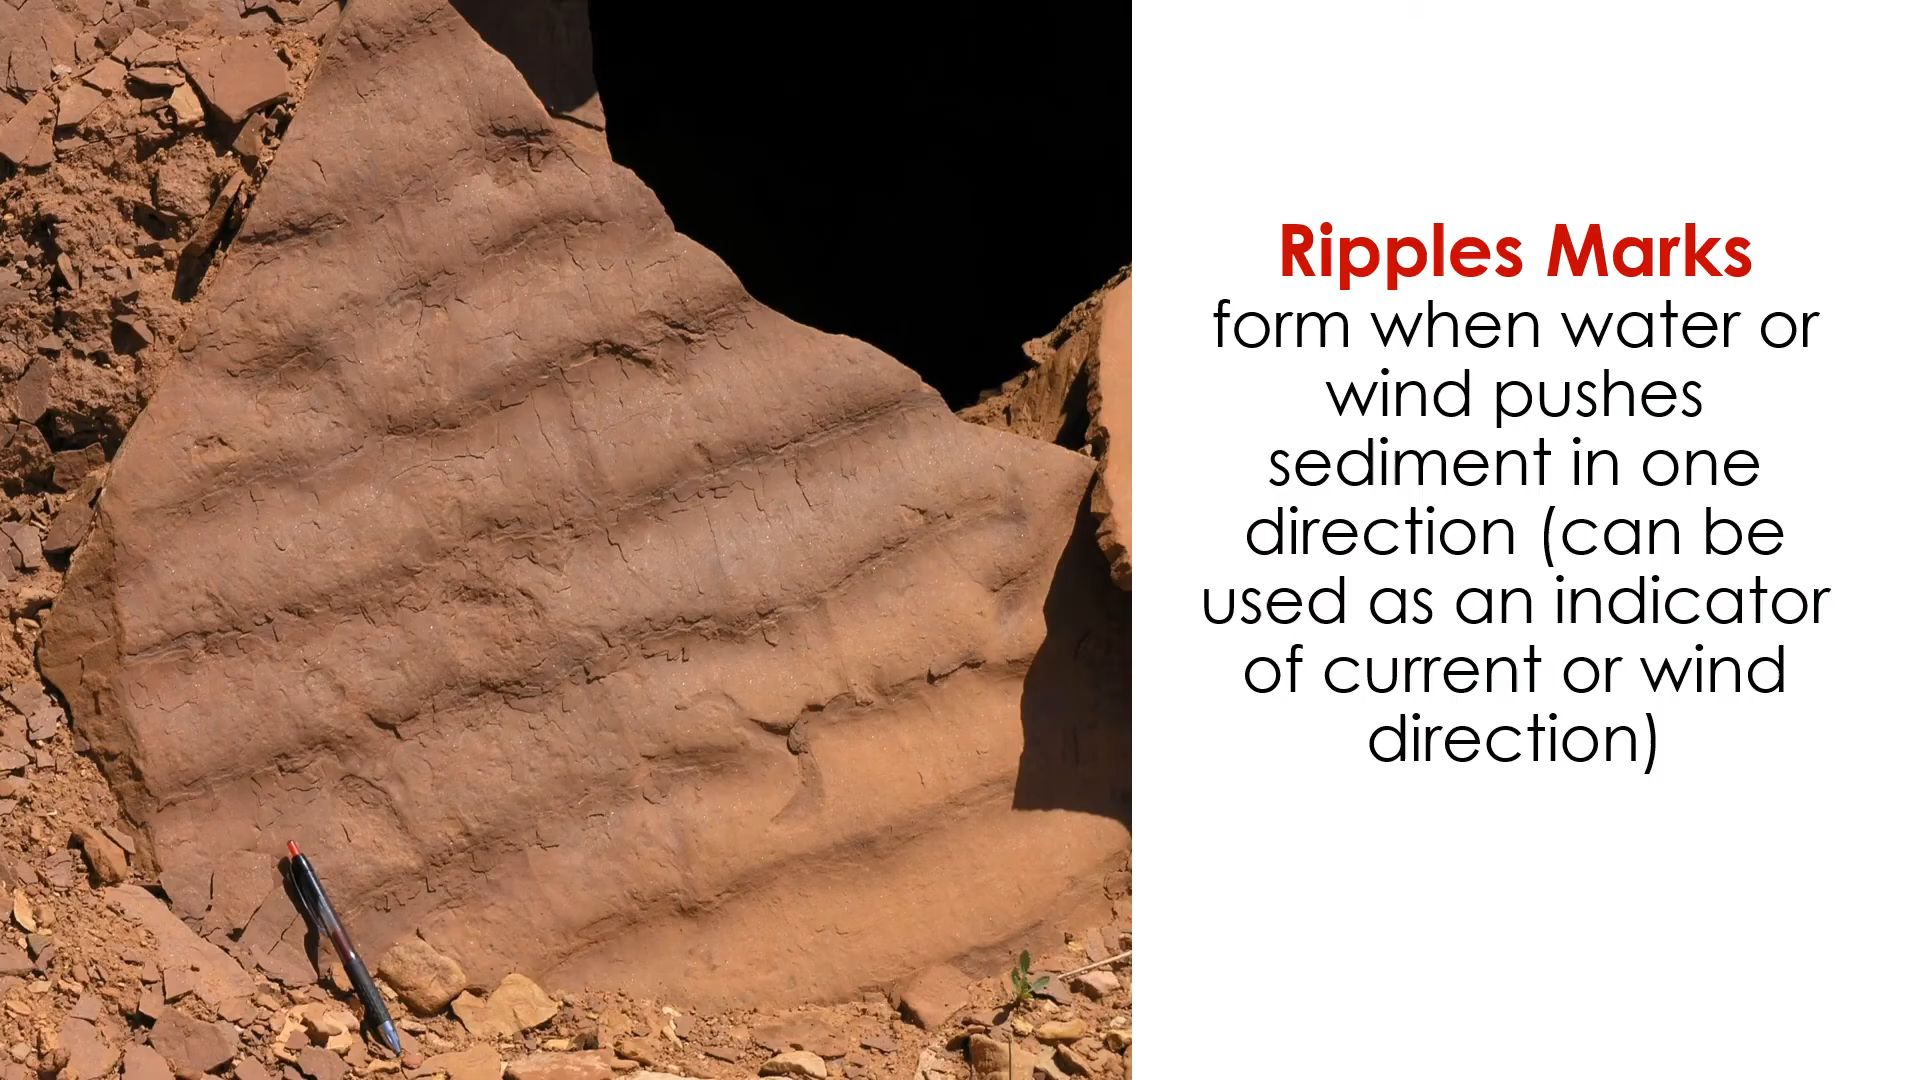 Ripples Marks
form when water or
wind pushes
sediment in one
direction (can be
used as an indicator
of current or wind
direction)